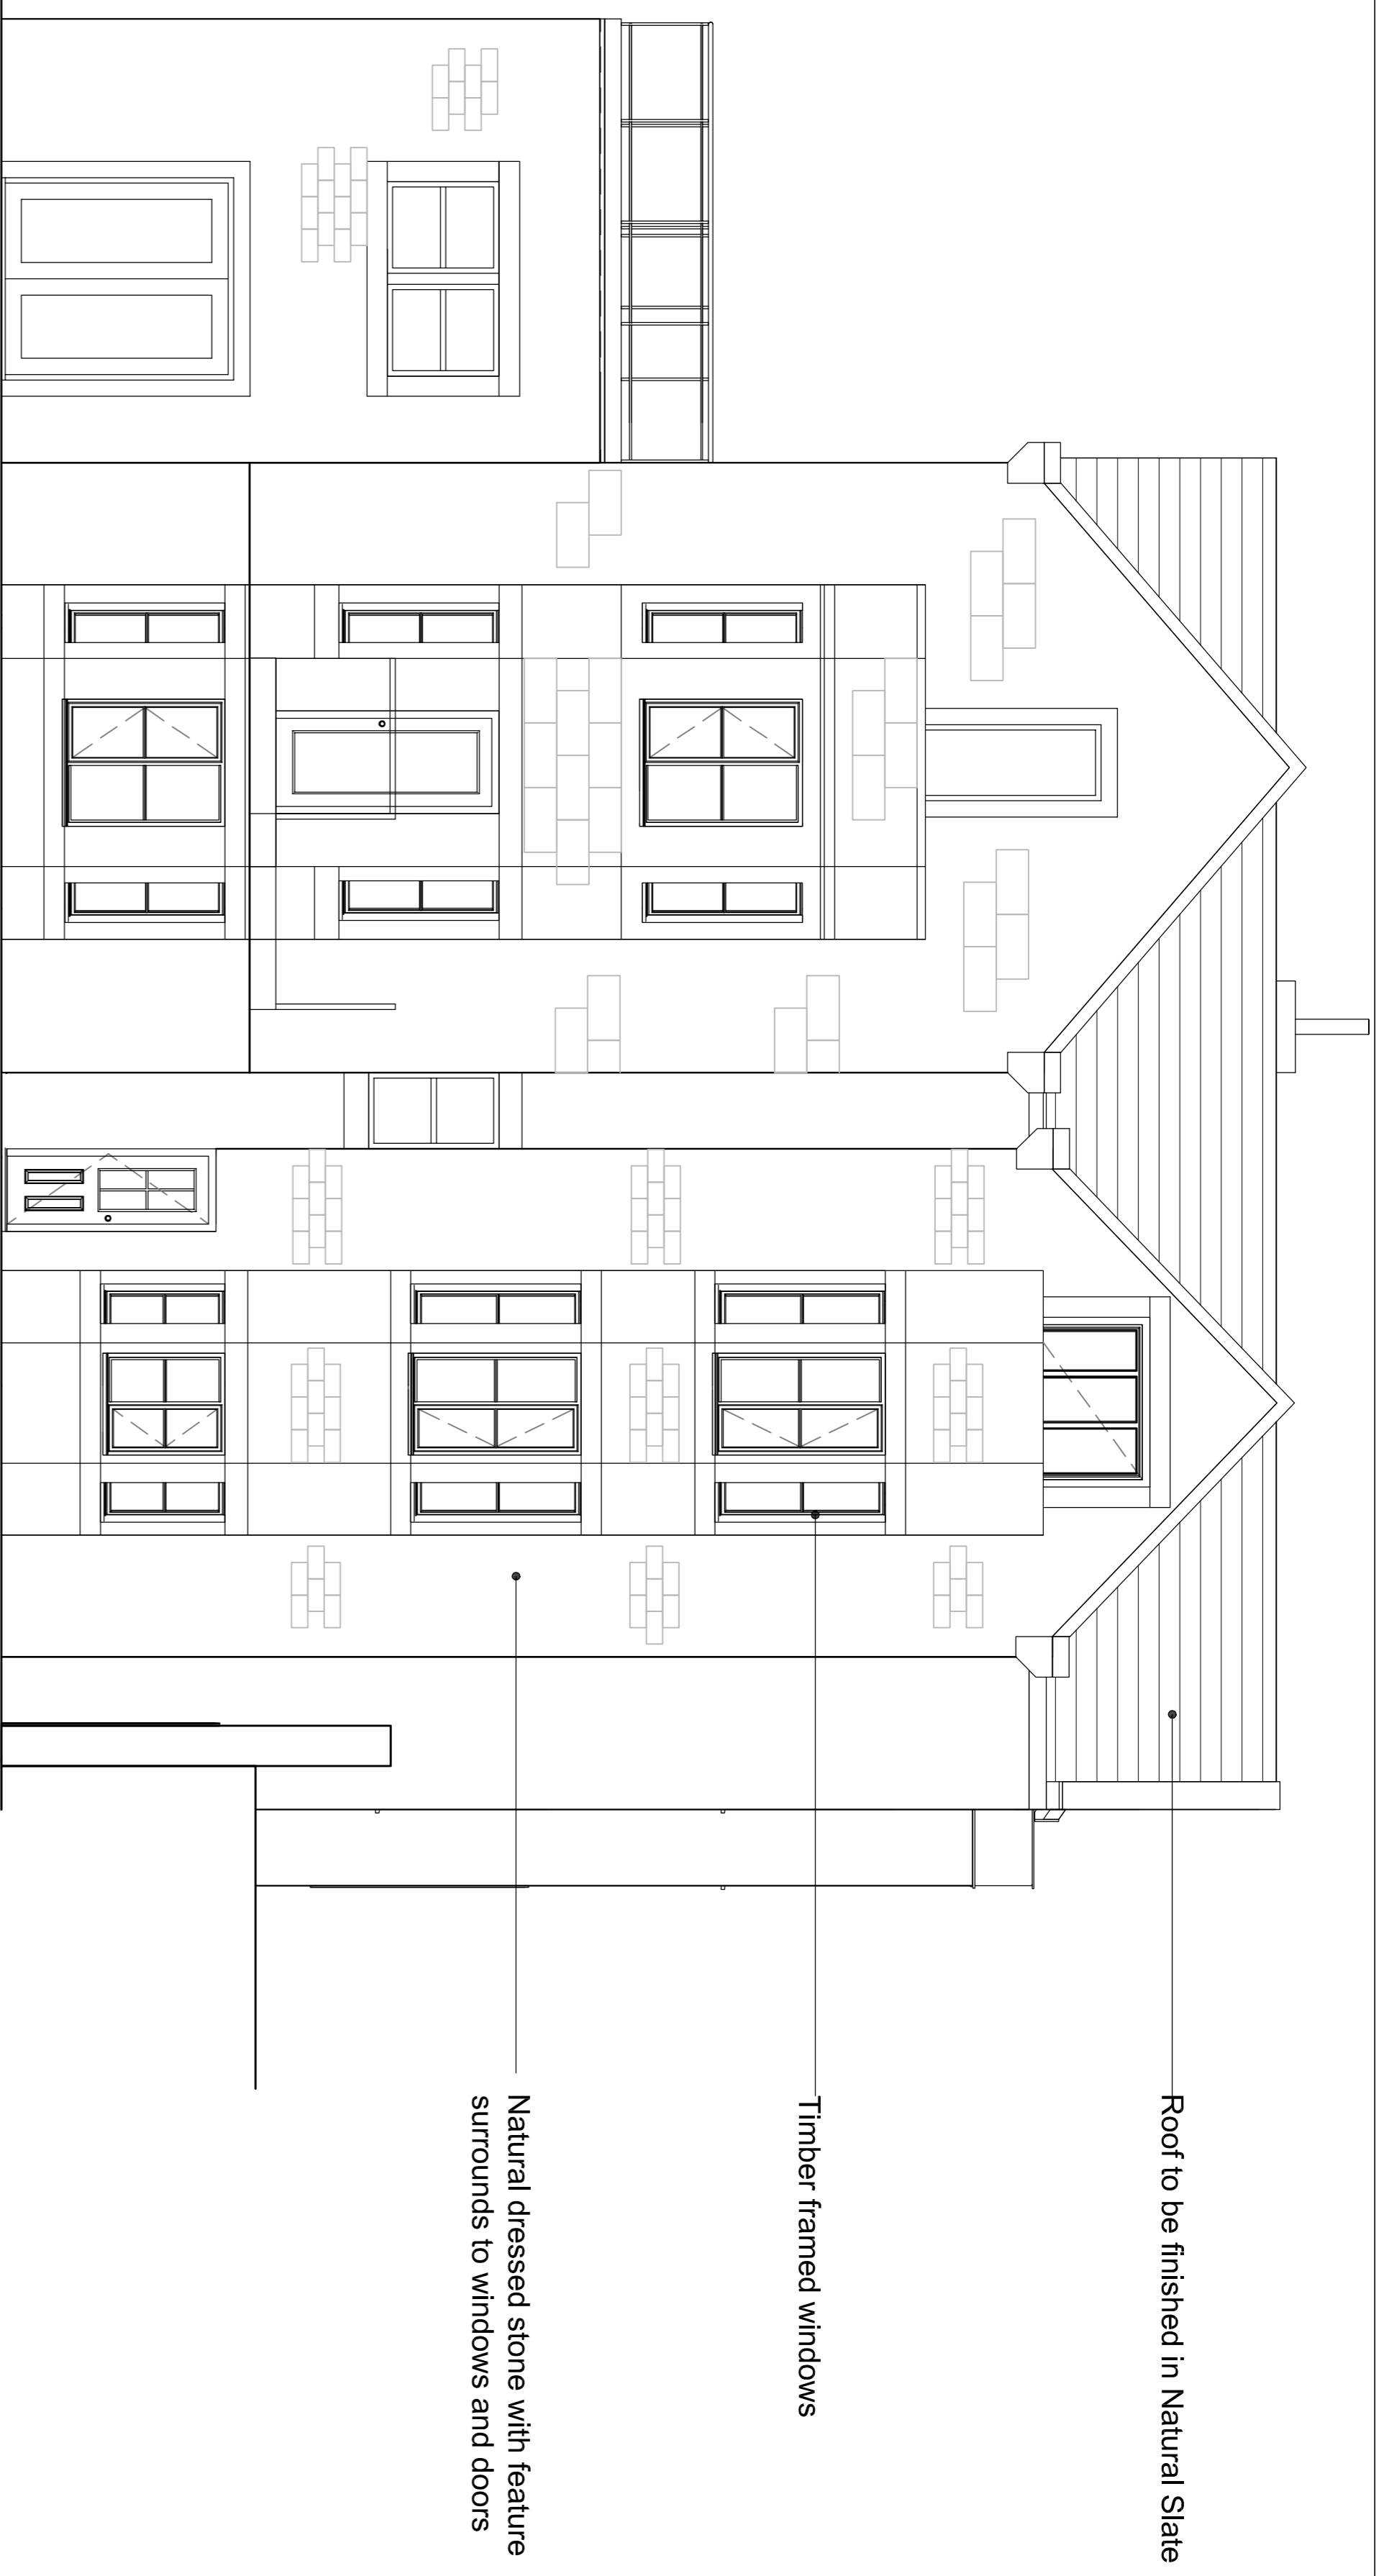 Roof to be finished in Natural Slate
Timber framed windows
Natural dressed stone with feature
surrounds to windows and doors